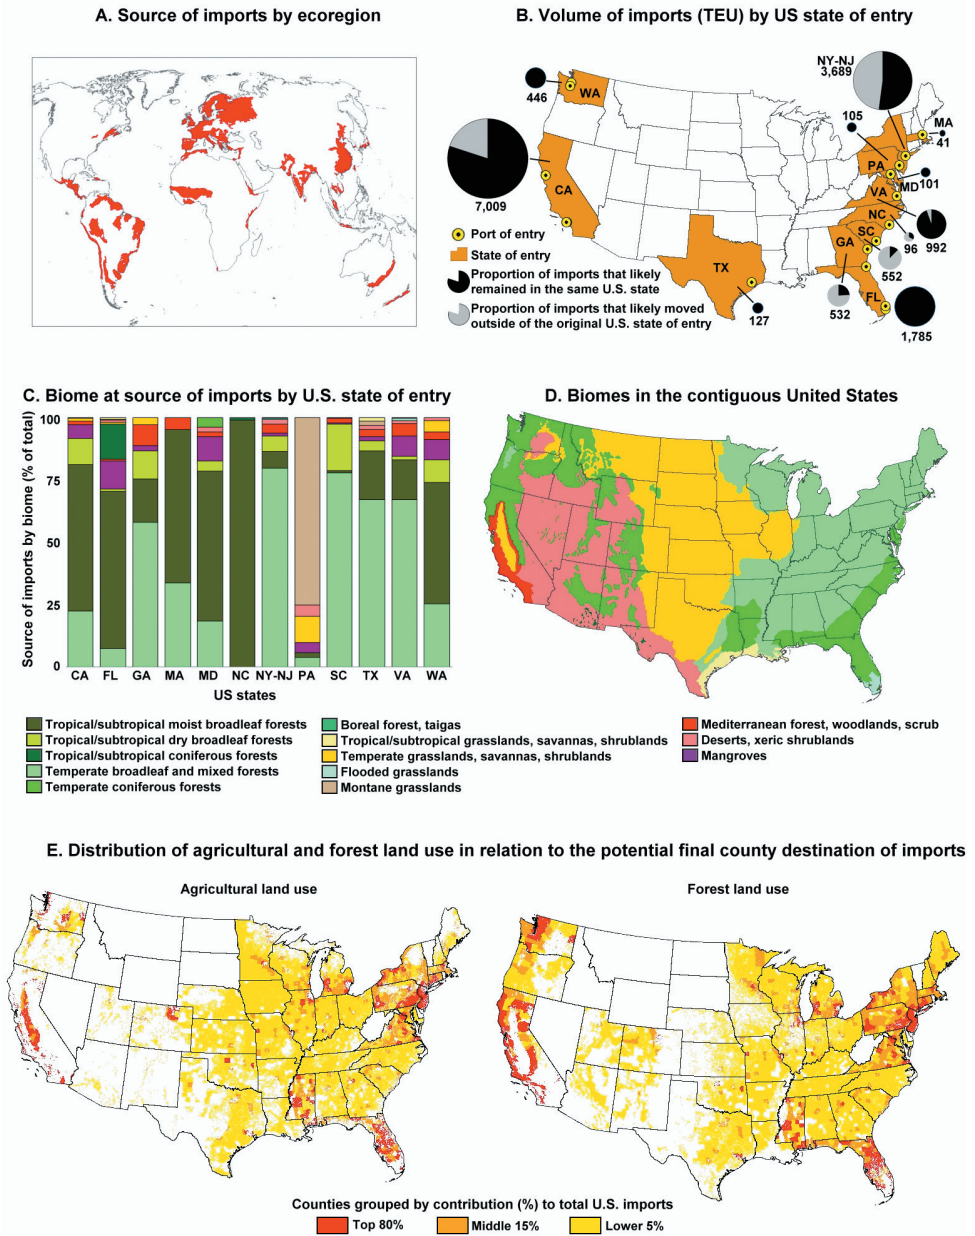 A. Source of imports by ecoregion
B. Volume of imports (TEU) by US state of entry
NY-NJ
3,689
WA
446
105
MA
41
PA
MD
101
VA
7,009
CA
NC
96
992
SC
GA
552
TX
FL
532
127
1,785
Port of entry
State of entry
Proportion of imports that likely
remained in the same U.S. state
Proportion of imports that likely moved
outside of the original U.S. state of entry
C. Biome at source of imports by U.S. state of entry
Source of imports by biome (% of total)
100
75
50
25
0
CA FL GA MA MD NC NY-NJ PA SC TX VA WA
US states
D. Biomes in the contiguous United States
Tropical/subtropical moist broadleaf forests
Tropical/subtropical dry broadleaf forests
Tropical/subtropical coniferous forests
Temperate broadleaf and mixed forests
Temperate coniferous forests
Boreal forest, taigas
Tropical/subtropical grasslands, savannas, shrublands
Temperate grasslands, savannas, shrublands
Flooded grasslands
Montane grasslands
Mediterranean forest, woodlands, scrub
Deserts, xeric shrublands
Mangroves
E. Distribution of agricultural and forest land use in relation to the potential final county destination of imports
Agricultural land use
Forest land use
Counties grouped by contribution (%) to total U.S. imports
Top 80%
Middle 15%
Lower 5%